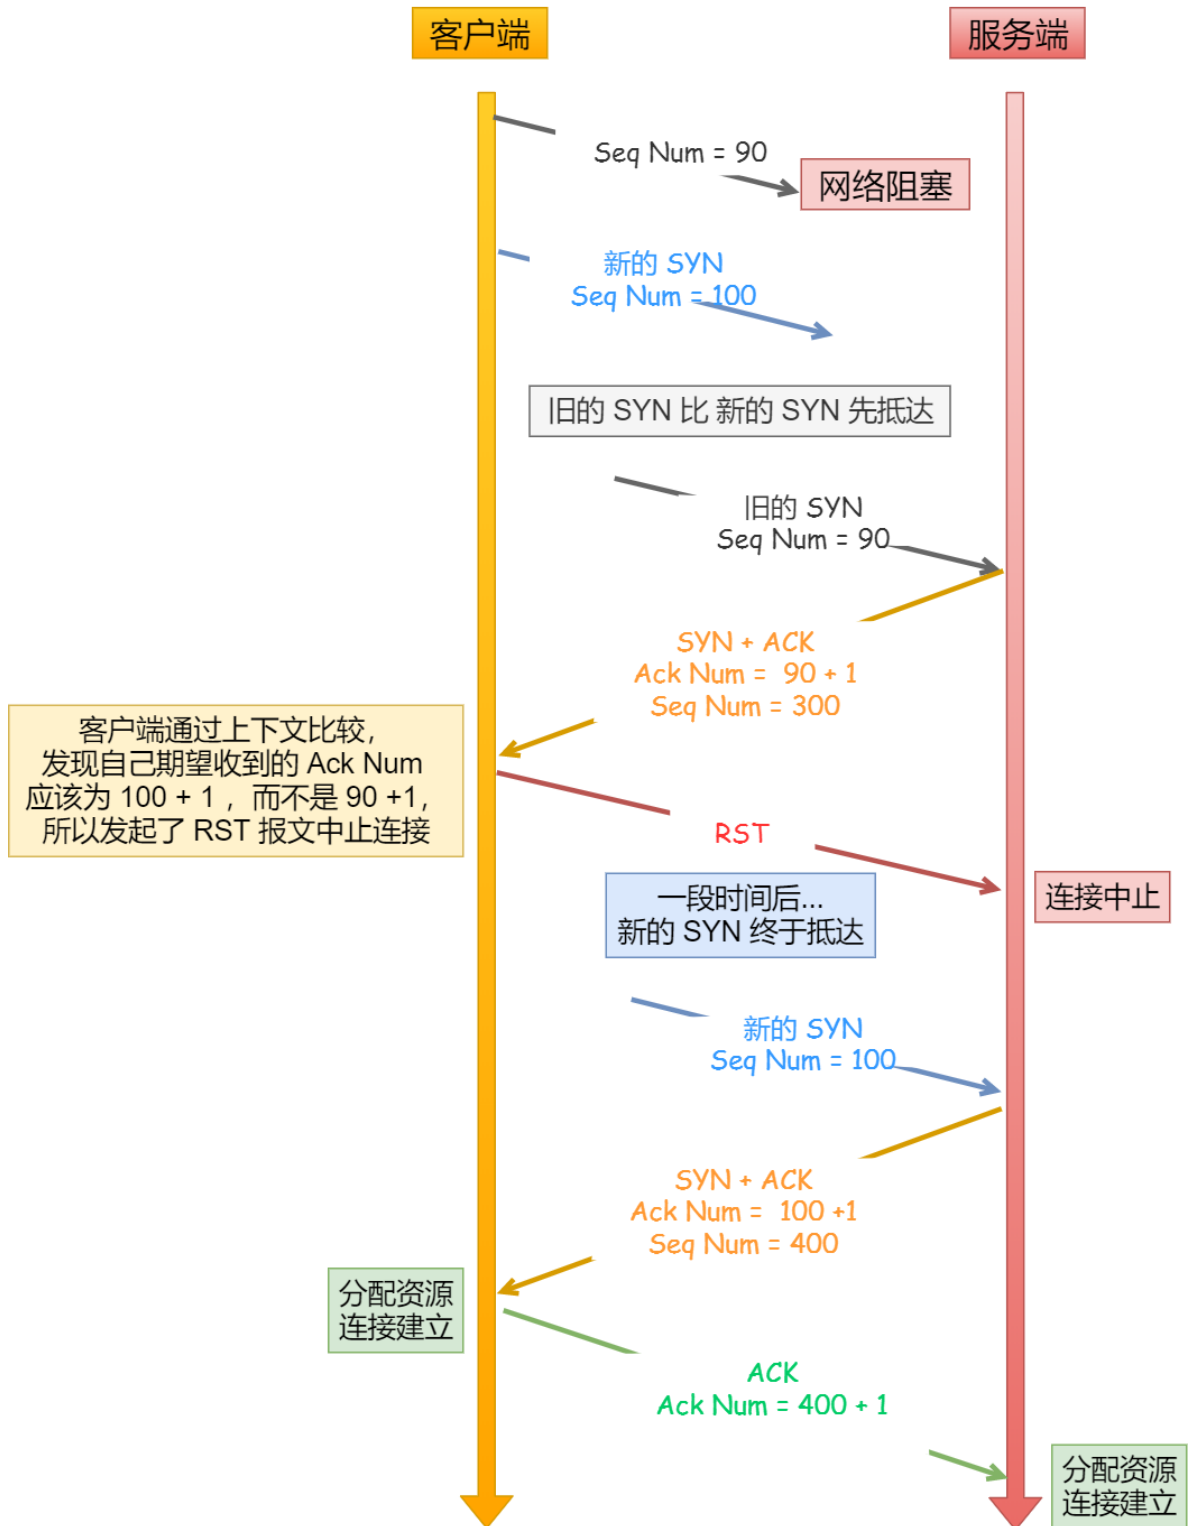 客户端
服务端
Seq Num = 90
网络阻塞
新的 SYN
Seq Num = 100
旧的 SYN 比 新的 SYN 先抵达
旧的 SYN
Seq Num = 90
SYN + ACK
Ack Num = 90 + 1
Seq Num = 300
客户端通过上下文比较，
发现自己期望收到的 Ack Num
应该为 100 + 1 ，而不是 90 +1，
所以发起了 RST 报文中止连接
RST
连接中止
一段时间后...
新的 SYN 终于抵达
新的 SYN
Seq Num = 100
SYN + ACK
Ack Num = 100 +1
Seq Num = 400
分配资源
连接建立
ACK
Ack Num = 400 + 1
分配资源
连接建立